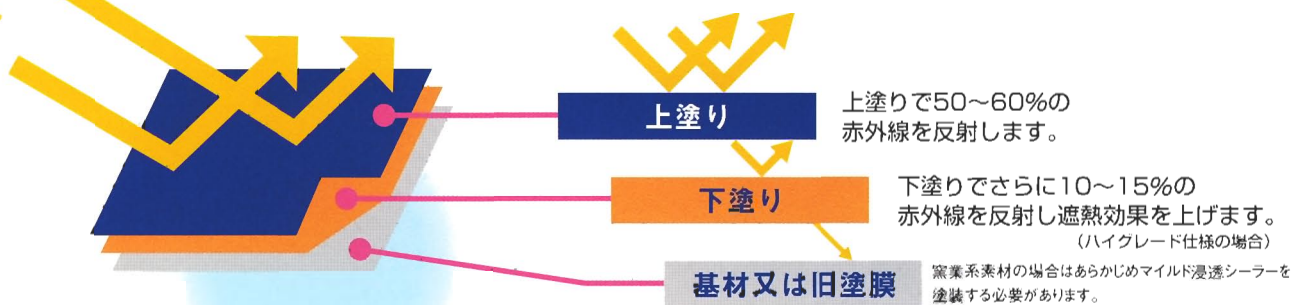 上塗り
上塗りで50〜60%の
赤外線を反射します。
下塗り
下塗りでさらに10〜15%の
赤外線を反射し遮熱効果を上げます。
(ハイグレード仕様の場合)
基材又は旧塗膜
窯業系素材の場合はあらかじめマイルド浸透シーラーを
塗装する必要があります。